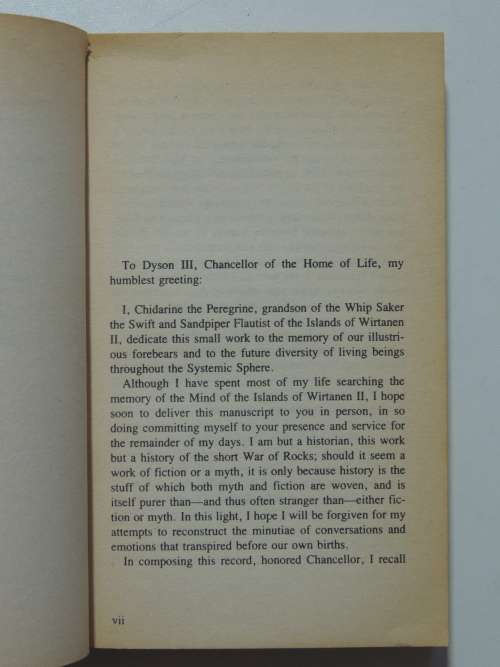 To Dyson III, Chancellor of the Home of Life, my
humblest greeting:
I, Chidarine the Peregrine, grandson of the Whip Saker
the Swift and Sandpiper Flautist of the Islands of Wirtanen
II, dedicate this small work to the memory of our illustri-
ous forebears and to the future diversity of living beings
throughout the Systemic Sphere.
Although I have spent most of my life searching the
memory of the Mind of the Islands of Wirtanen II, I hope
soon to deliver this manuscript to you in person, in so
doing committing myself to your presence and service for
the remainder of my days. I am but a historian, this work
but a history of the short War of Rocks; should it seem a
work of fiction or a myth, it is only because history is the
stuff of which both myth and fiction are woven, and is
itself purer than—and thus often stranger than—either fic-
tion or myth. In this light, I hope I will be forgiven for my
attempts to reconstruct the minutiae of conversations and
emotions that transpired before our own births.
In composing this record, honored Chancellor, I recall
vii